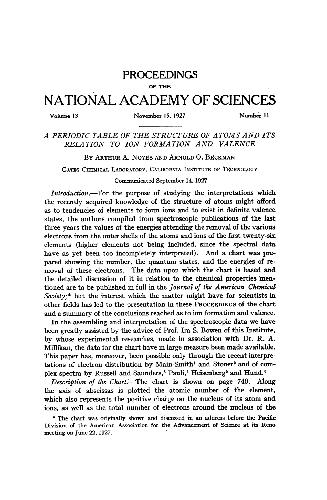 PROCEEDINGS
OF THE
NATIONAL ACADEMY OF SCIENCES
Volume 13 November 15, 1927 Number 11
A PERIODIC TABLE OF THE STRUCTURE OF ATOMS AND ITS
RELATION TO ION FORMATION AND VALENCE
By Arthur A. Noyes and Arnold O. Beckman
Gates Chemical Laboratory, California Institute of Technology
Communicated September 14, 1927
Introduction.—For the purpose of studying the interpretations which
the recently acquired knowledge of the structure of atoms might afford
as to tendencies of elements to form ions and to exist in definite valence
states, the authors compiled from spectroscopic publications of the last
three years the values of the energies attending the removal of the various
electrons from the outer shells of the atoms and ions of the first twenty-six
elements (higher elements not being included, since the spectral data
have as yet been too incompletely interpreted). And a chart was pre-
pared showing the number, the quantum states, and the energies of re-
moval of these electrons. The data upon which the chart is based and
the detailed discussion of it in relation to the chemical properties men-
tioned are to be published in full in the Journal of the American Chemical
Society;* but the interest which the matter might have for scientists in
other fields has led to the presentation in these Proceedings of the chart
and a summary of the conclusions reached as to ion formation and valence.
In the assembling and interpretation of the spectroscopic data we have
been greatly assisted by the advice of Prof. Ira S. Bowen of this Institute,
by whose experimental researches, made in association with Dr. R. A.
Millikan, the data for the chart have in large measure been made available.
This paper has, moreover, been possible only through the recent interpre-
tations of electron distribution by Main-Smith and Stoner and of com-
plex spectra by Russell and Saunders, Pauli, Heisenberg and Hund.
Description of the Chart.—The chart is shown on page 740. Along
the axis of abscissas is plotted the atomic number of the element,
which also represents the positive charge on the nucleus of its atom and
ions, as well as the total number of electrons around the nucleus of the
* The chart was originally shown and discussed in an address before the Pacific
Division of the American Association for the Advancement of Science at its Reno
meeting on June 22, 1927.